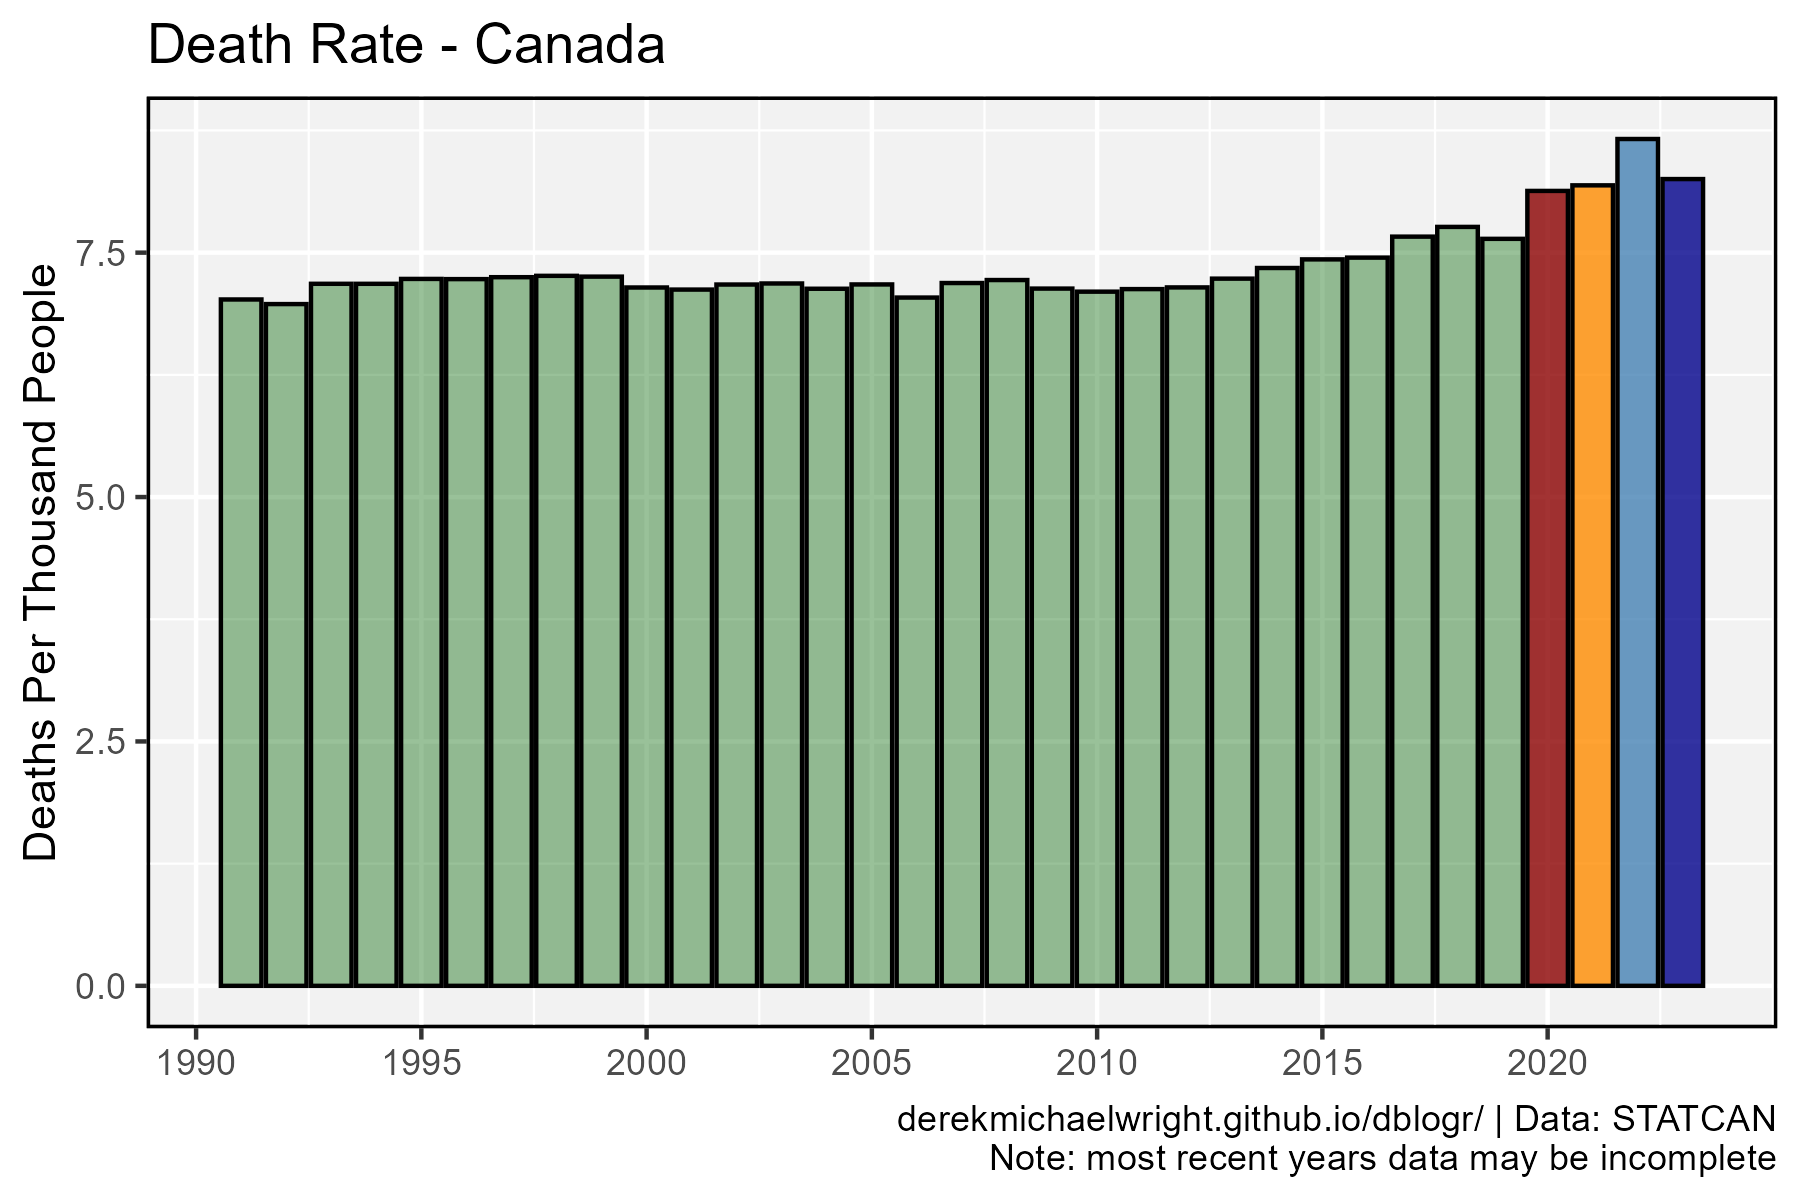 Death Rate - Canada
Deaths Per Thousand People
7.5
5.0
2.5
0.0
1990 1995 2000 2005 2010 2015 2020
derekmichaelwright.github.io/dblogr/ | Data: STATCAN
Note: most recent years data may be incomplete